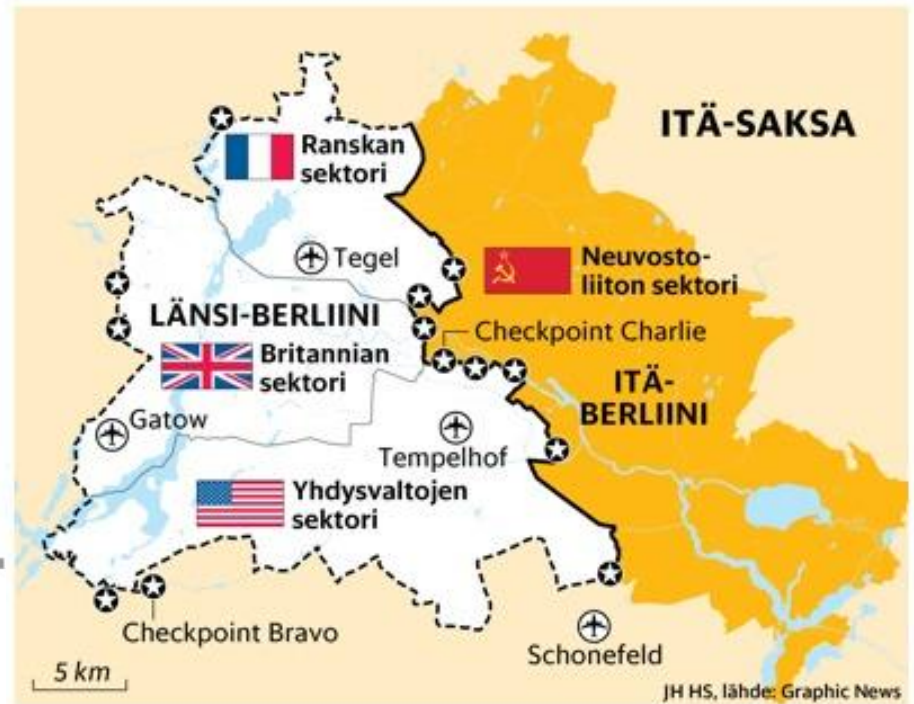 ITÄ-SAKSA
Ranskan
sektori
Tegel
Neuvosto-
liiton sektori
LÄNSI-BERLIINI
Checkpoint Charlie
Britannian
sektori
ITÄ-
BERLIINI
Gatow
Tempelhof
Yhdysvaltojen
sektori
Checkpoint Bravo
Schonefeld
5 km
JH HS, lähde: Graphic News